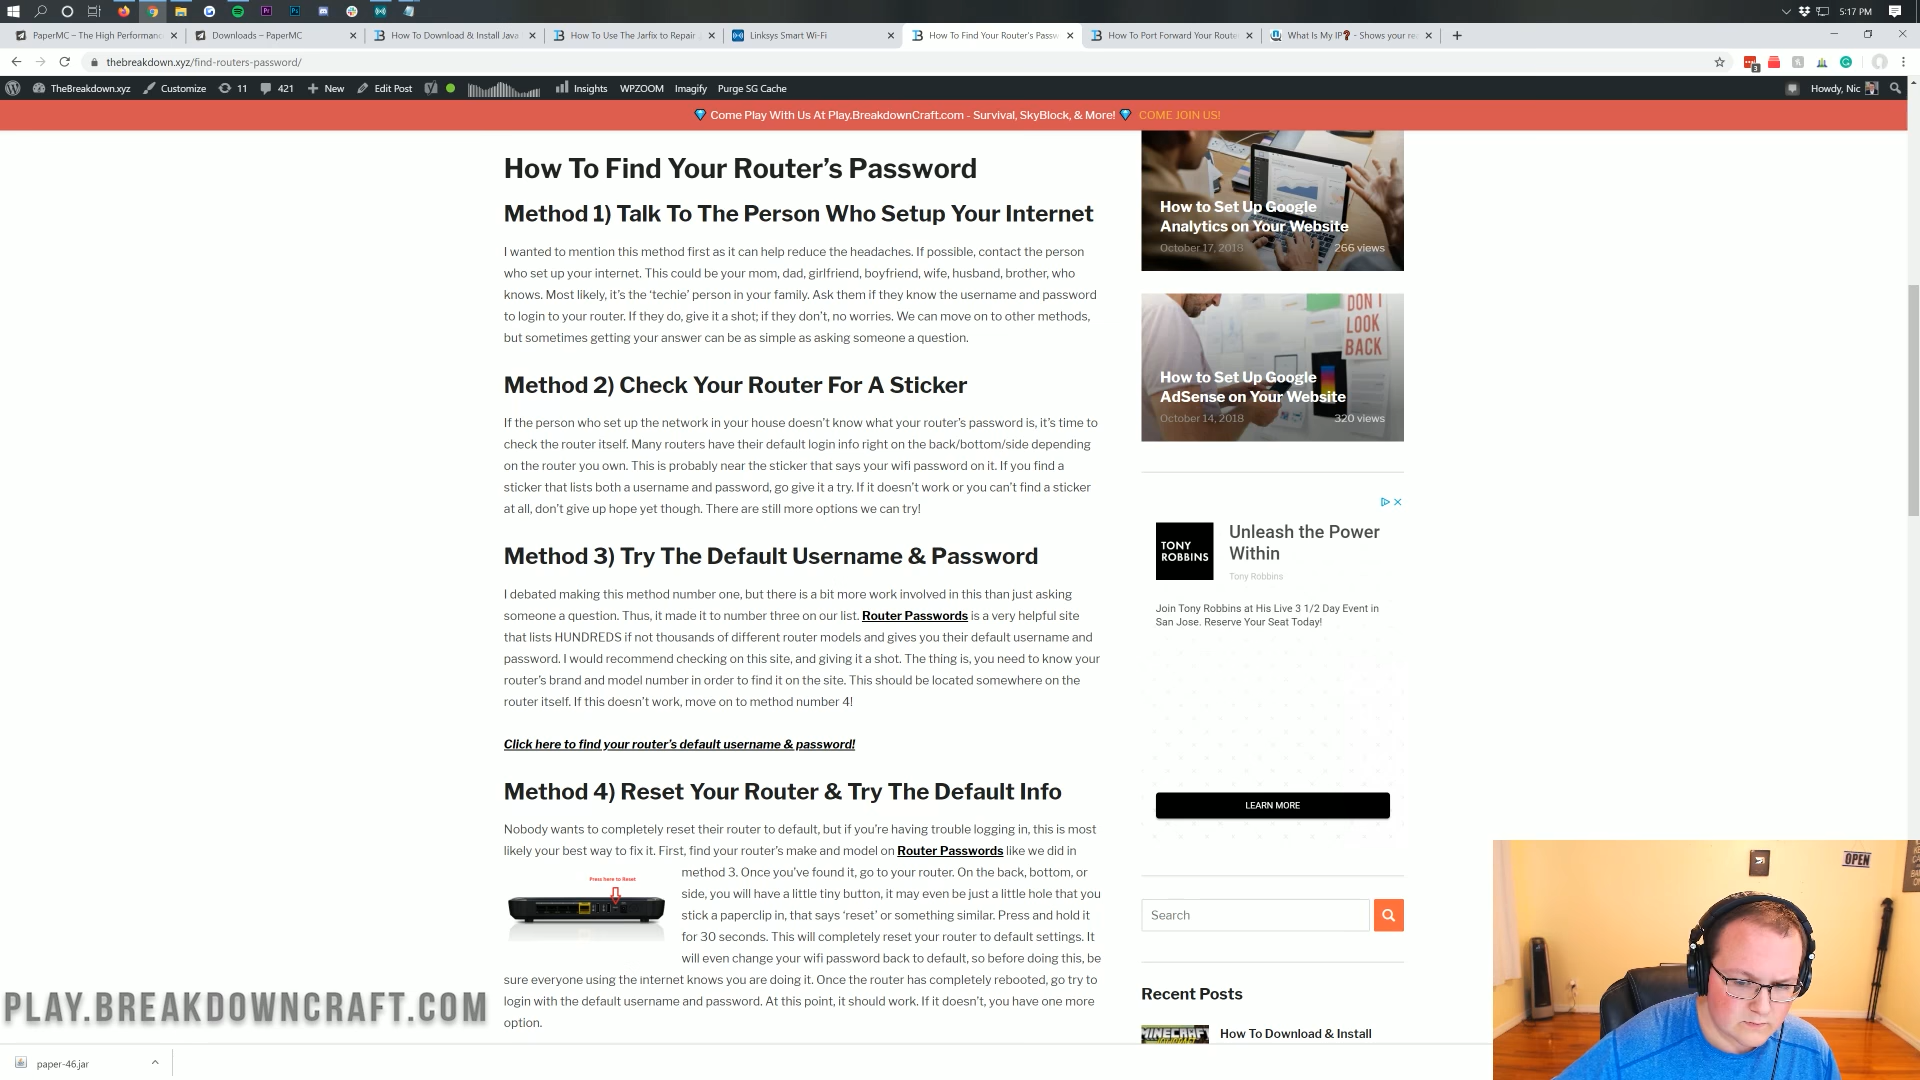 5:17 PM
PaperMC – The High Performanc
Downloads – PaperMC
How To Download & Install Java
How To Use The Jarfix to Repair
Linksys Smart Wi-Fi
How To Find Your Router's Passw
How To Port Forward Your Router
What Is My IP? - Shows your re
thebreakdown.xyz/find-routers-password/
3
TheBreakdown.xyz
Customize
11
421
New
Edit Post
Insights
WPZOOM
Imagify
Purge SG Cache
Howdy, Nic
Come Play With Us At Play.BreakdownCraft.com - Survival, SkyBlock, & More! COME JOIN US!
How To Find Your Router's Password
Method 1) Talk To The Person Who Setup Your Internet
I wanted to mention this method first as it can help reduce the headaches. If possible, contact the person
who set up your internet. This could be your mom, dad, girlfriend, boyfriend, wife, husband, brother, who
knows. Most likely, it's the 'techie' person in your family. Ask them if they know the username and password
to login to your router. If they do, give it a shot; if they don't, no worries. We can move on to other methods,
but sometimes getting your answer can be as simple as asking someone a question.
Method 2) Check Your Router For A Sticker
If the person who set up the network in your house doesn't know what your router's password is, it's time to
check the router itself. Many routers have their default login info right on the back/bottom/side depending
on the router you own. This is probably near the sticker that says your wifi password on it. If you find a
sticker that lists both a username and password, go give it a try. If it doesn't work or you can't find a sticker
at all, don't give up hope yet though. There are still more options we can try!
Method 3) Try The Default Username & Password
I debated making this method number one, but there is a bit more work involved in this than just asking
someone a question. Thus, it made it to number three on our list. Router Passwords is a very helpful site
that lists HUNDREDS if not thousands of different router models and gives you their default username and
password. I would recommend checking on this site, and giving it a shot. The thing is, you need to know your
router's brand and model number in order to find it on the site. This should be located somewhere on the
router itself. If this doesn't work, move on to method number 4!
Click here to find your router's default username & password!
Method 4) Reset Your Router & Try The Default Info
Nobody wants to completely reset their router to default, but if you're having trouble logging in, this is most
likely your best way to fix it. First, find your router's make and model on Router Passwords like we did in
Press here to Reset
method 3. Once you've found it, go to your router. On the back, bottom, or
side, you will have a little tiny button, it may even be just a little hole that you
stick a paperclip in, that says 'reset' or something similar. Press and hold it
for 30 seconds. This will completely reset your router to default settings. It
will even change your wifi password back to default, so before doing this, be
sure everyone using the internet knows you are doing it. Once the router has completely rebooted, go try to
login with the default username and password. At this point, it should work. If it doesn't, you have one more
option.
How to Set Up Google
Analytics on Your Website
October 17, 2018
266 views
DON'T
LOOK
BACK
How to Set Up Google
AdSense on Your Website
October 14, 2018
320 views
TONY
ROBBINS
Unleash the Power
Within
Tony Robbins
Join Tony Robbins at His Live 3 1/2 Day Event in
San Jose. Reserve Your Seat Today!
LEARN MORE
Search
Recent Posts
MINECRAFT
How To Download & Install
OPEN
PLAY.BREAKDOWNCRAFT.COM
paper-46.jar